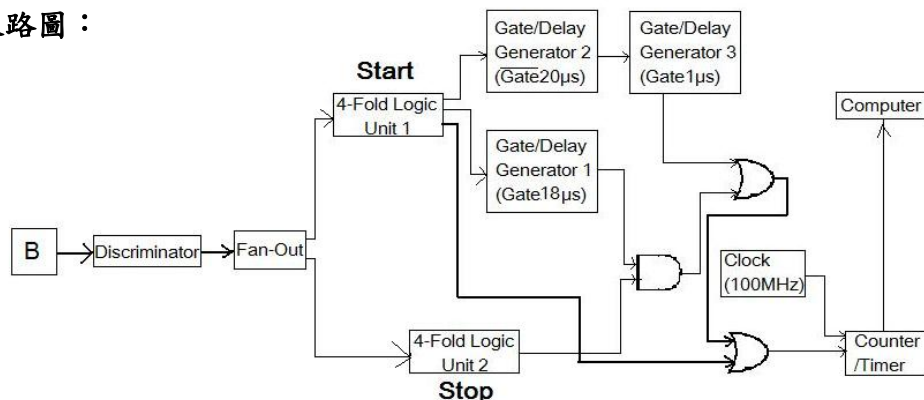 路圖：
Gate/Delay
Generator 2
(Gate20μs)
Gate/Delay
Generator 3
(Gate1μs)
Start
4-Fold Logic
Unit 1
Computer
Gate/Delay
Generator 1
(Gate18μs)
B
Discriminator
Fan-Out
Clock
(100MHz)
4-Fold Logic
Unit 2
Stop
Counter
/Timer